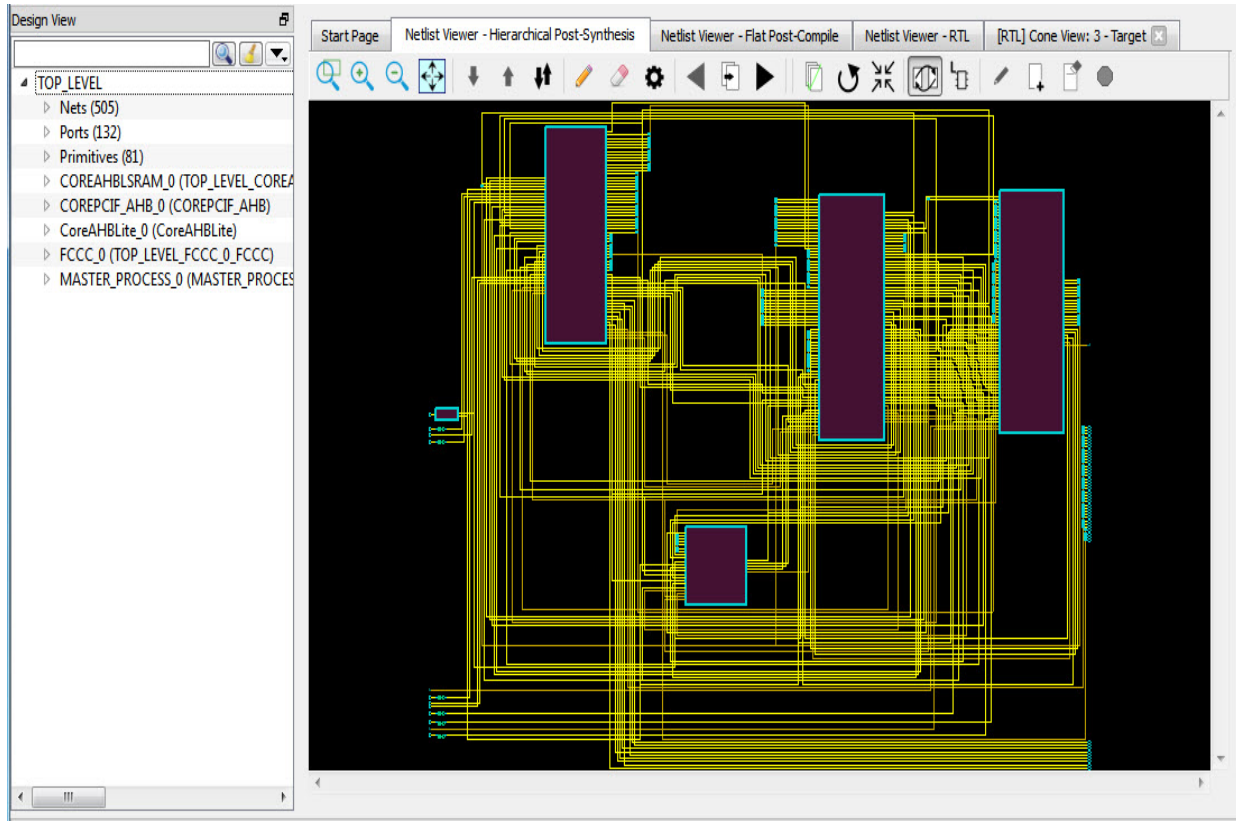 Design View
Start Page
Netlist Viewer - Hierarchical Post-Synthesis
Netlist Viewer - Flat Post-Compile
Netlist Viewer - RTL
[RTL] Cone View: 3 - Target
TOP_LEVEL
Nets (505)
Ports (132)
Primitives (81)
COREAHBLSRAM_0 (TOP_LEVEL_COREA
COREPCIF_AHB_0 (COREPCIF_AHB)
CoreAHBLite_0 (CoreAHBLite)
FCCC_0 (TOP_LEVEL_FCCC_0_FCCC)
MASTER_PROCESS_0 (MASTER_PROCES